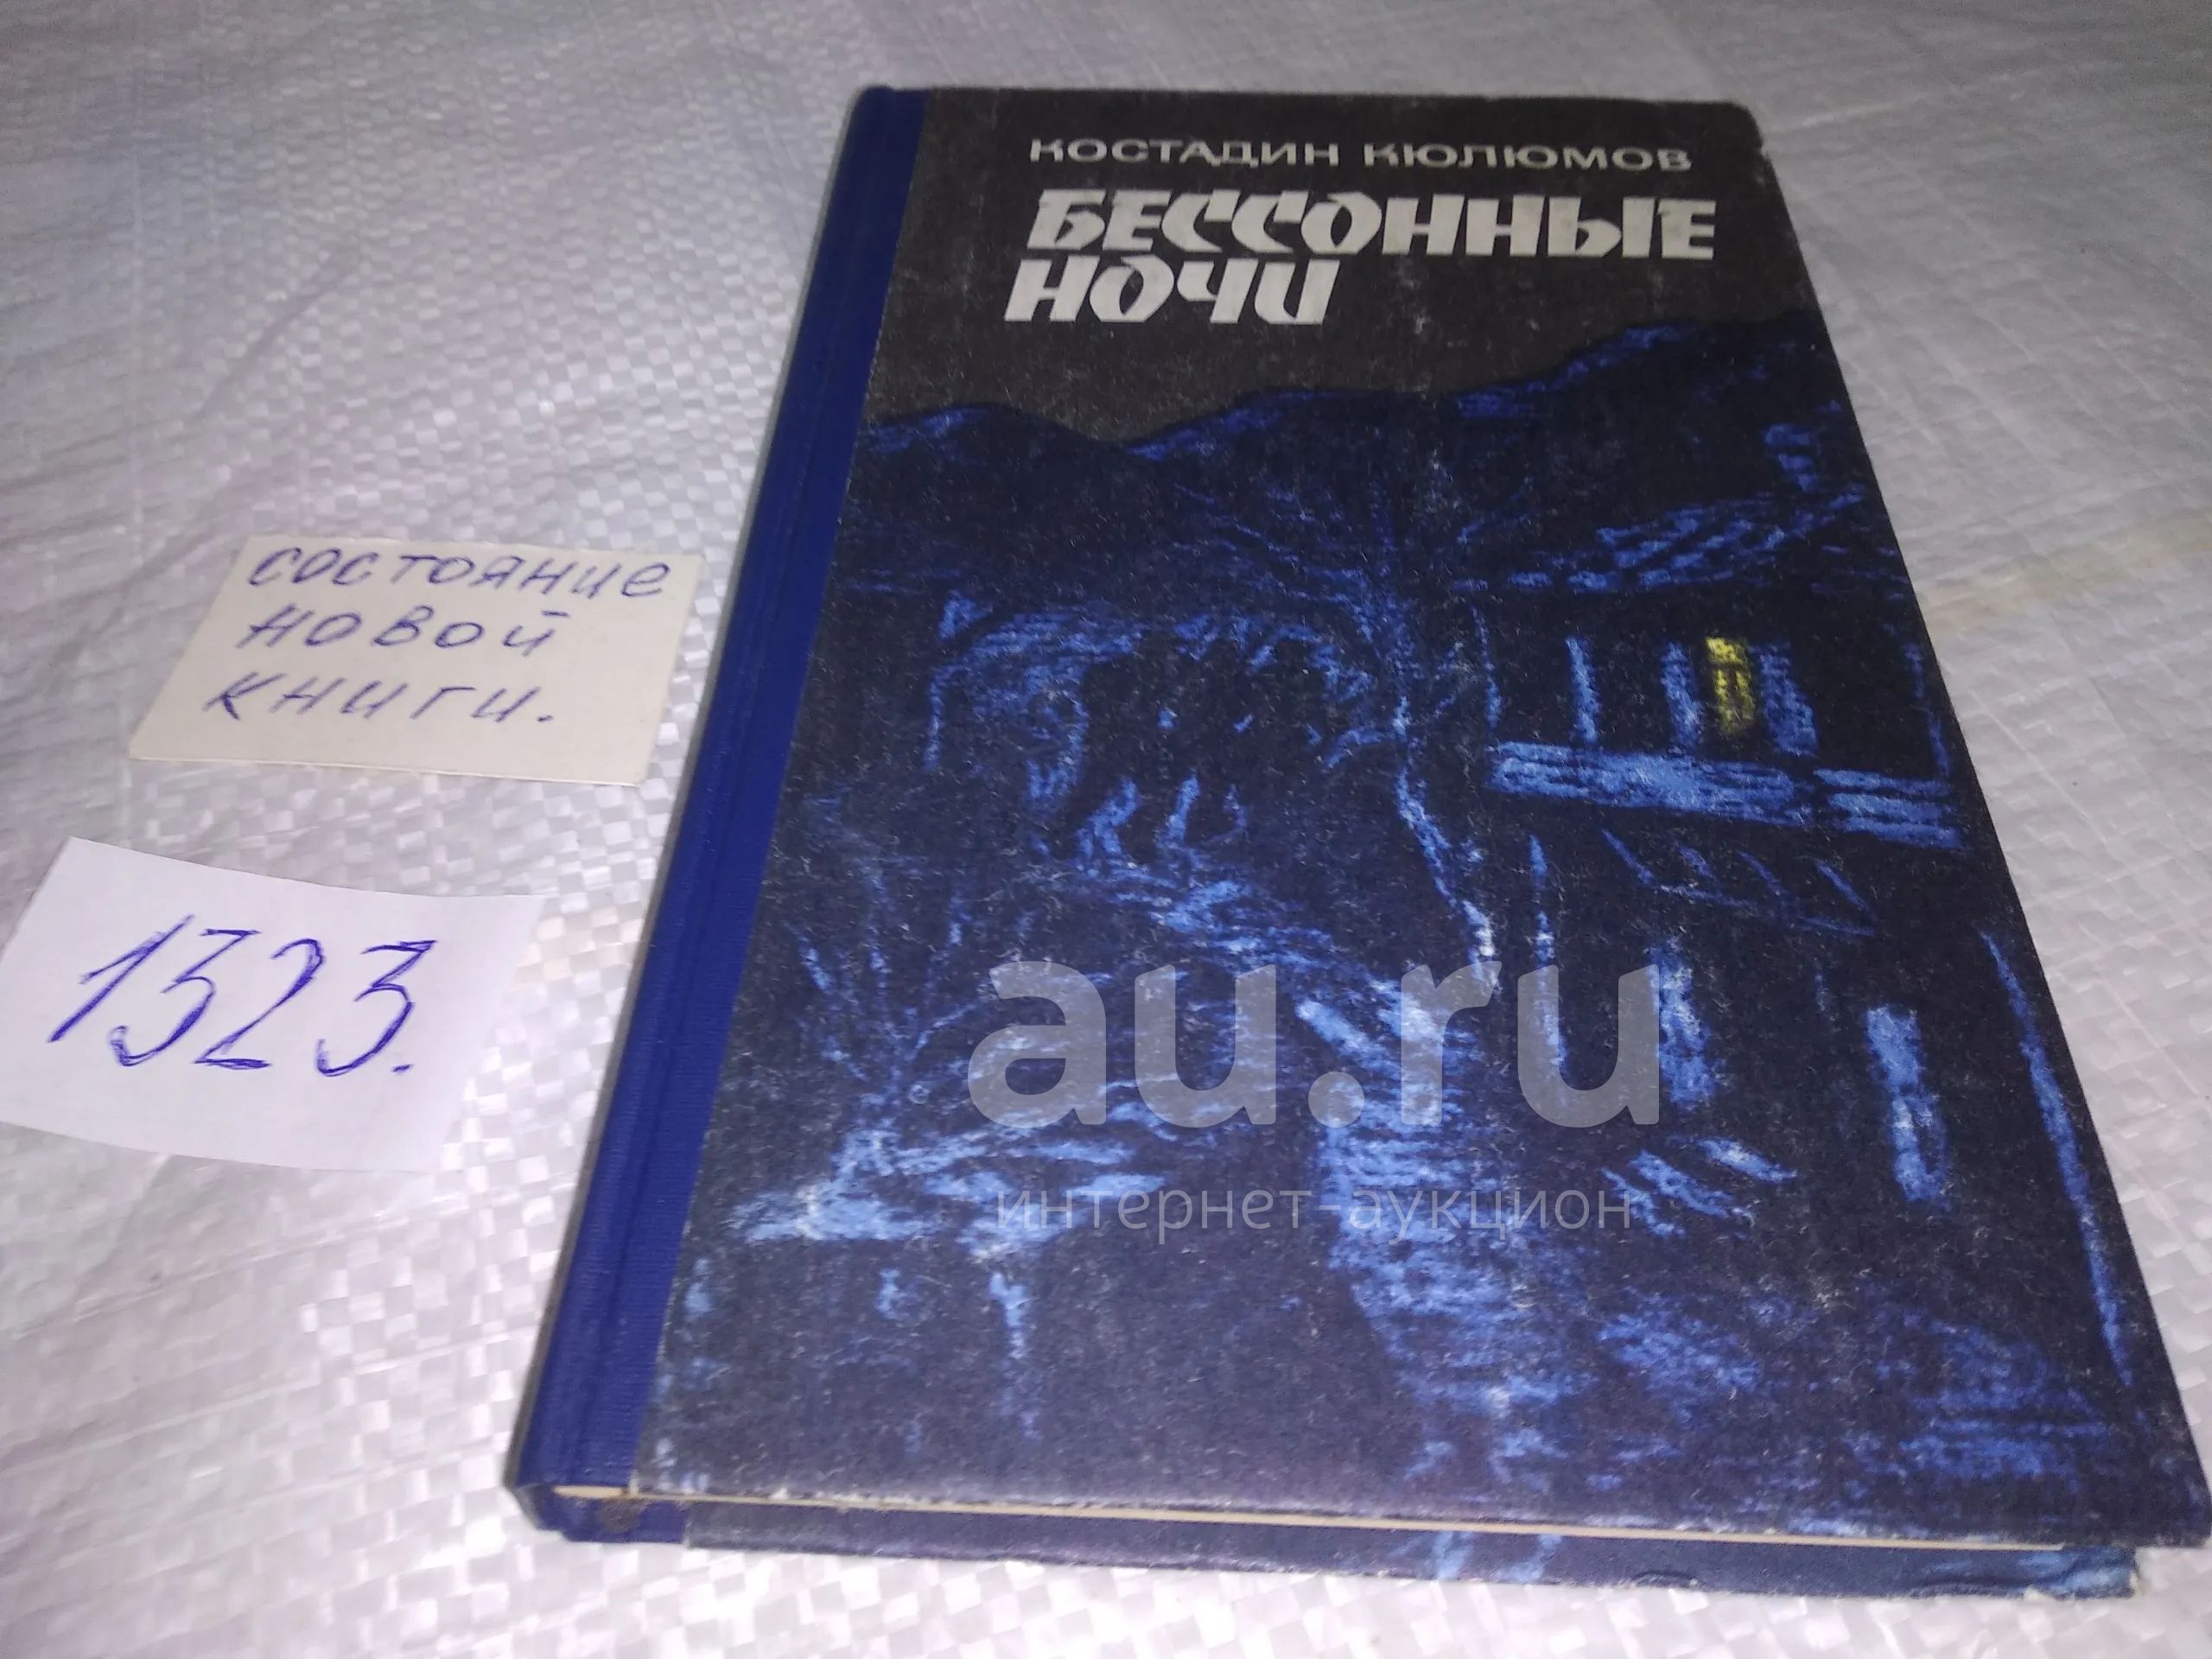 КОСТАДИН КЮЛЮМОВ
БЕССОННЫЕ
НОЧИ
состояние
новой
книги.
1323.
au.ru
интернет-аукцион